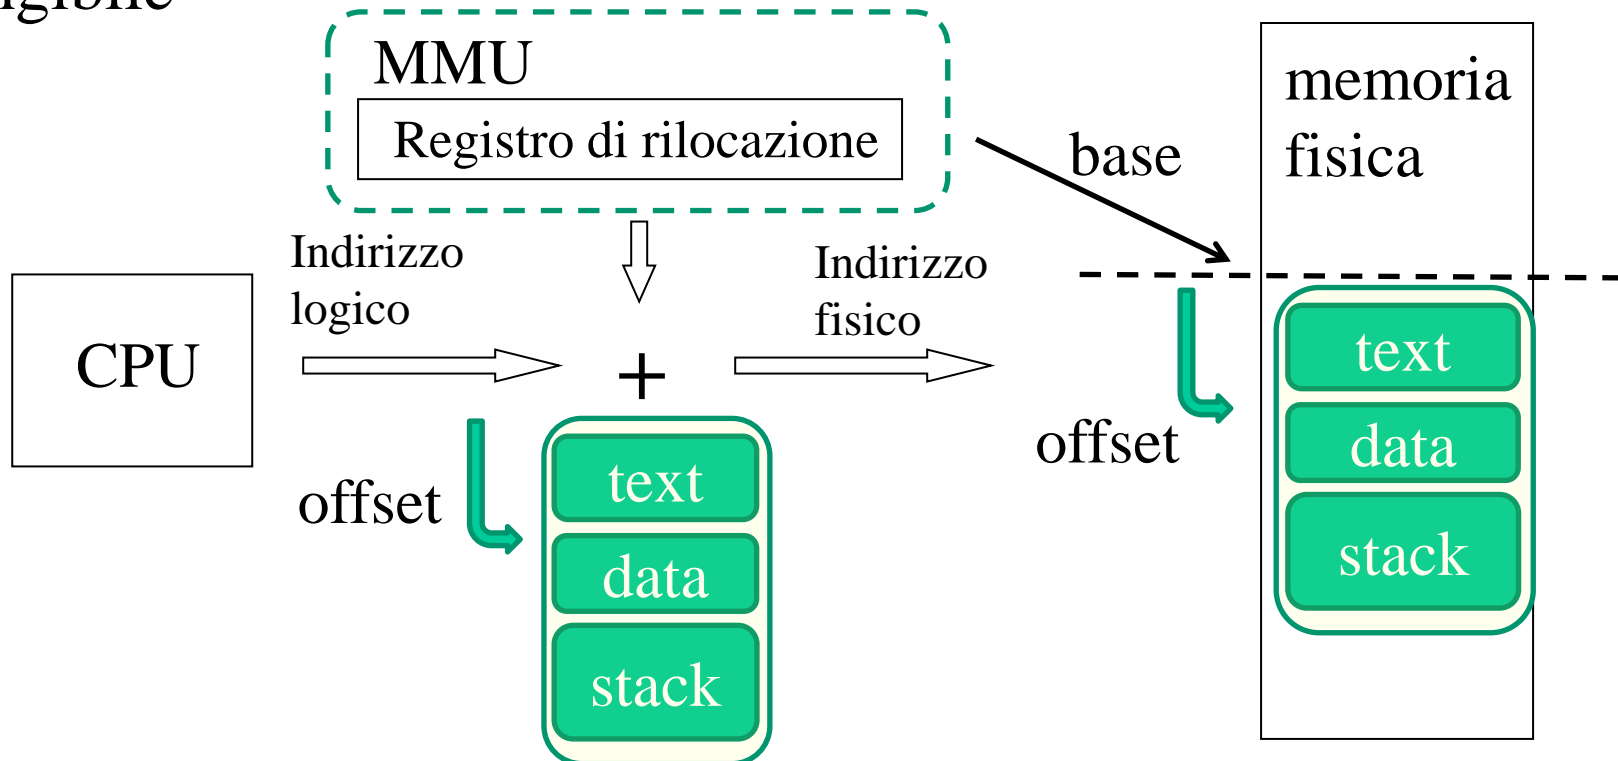 MMU
Registro di rilocazione
memoria
fisica
base
Indirizzo
logico
Indirizzo
fisico
CPU
+
text
data
stack
offset
offset
text
data
stack